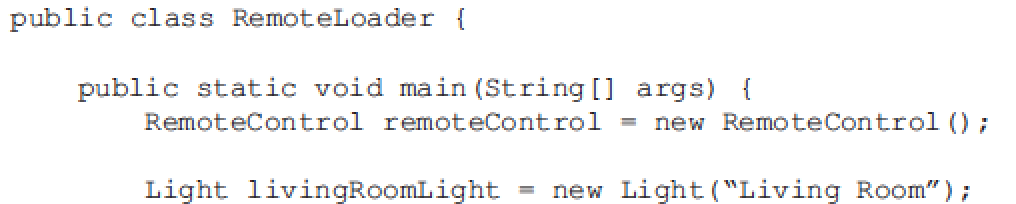 public class RemoteLoader {
public static void main(String[] args) {
RemoteControl remoteControl = new RemoteControl();
Light livingRoomLight = new Light(“Living Room”);